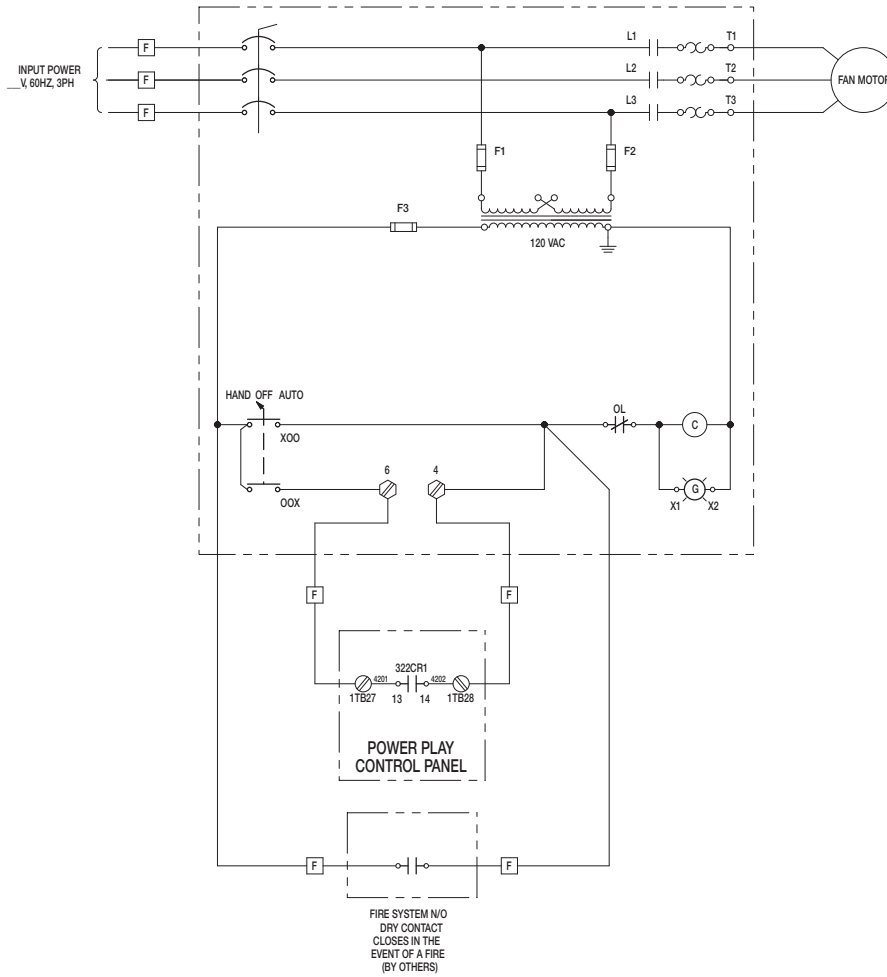 F
L1
T1
INPUT POWER
___V, 60HZ, 3PH
F
L2
T2
FAN MOTOR
F
L3
T3
F1
F2
F3
120 VAC
HAND OFF AUTO
OL
XOO
C
6
4
OOX
G
X1
X2
F
F
322CR1
4201
4202
1TB27
13
14
1TB28
POWER PLAY
CONTROL PANEL
F
F
FIRE SYSTEM N/O
DRY CONTACT
CLOSES IN THE
EVENT OF A FIRE
(BY OTHERS)